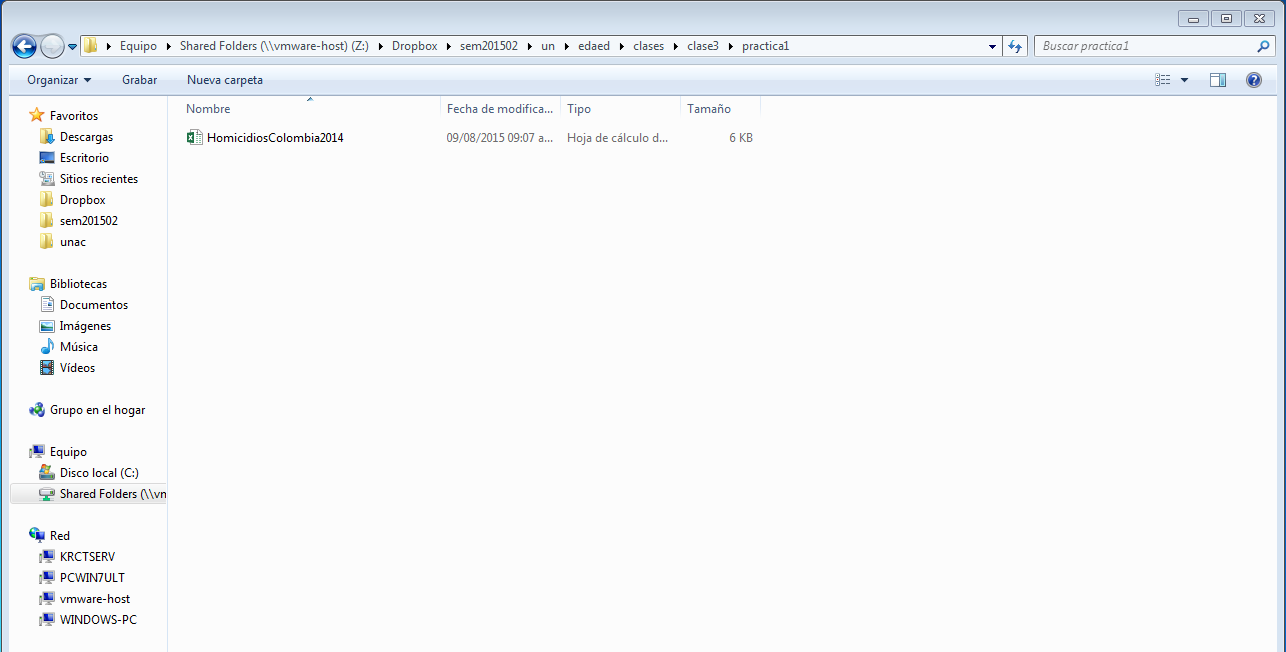 Equipo Shared Folders (\\vmware-host) (Z:) Dropbox sem201502 un edaed clases clase3 practica1 Buscar practica1
Organizar Grabar Nueva carpeta
Nombre Fecha de modifica... Tipo Tamaño
HomicidiosColombia2014 09/08/2015 09:07 a... Hoja de cálculo d... 6 KB
Favoritos
Descargas
Escritorio
Sitios recientes
Dropbox
sem201502
unac
Bibliotecas
Documentos
Imágenes
Música
Vídeos
Grupo en el hogar
Equipo
Disco local (C:)
Shared Folders (\\vn
Red
KRCTSERV
PCWIN7ULT
vmware-host
WINDOWS-PC